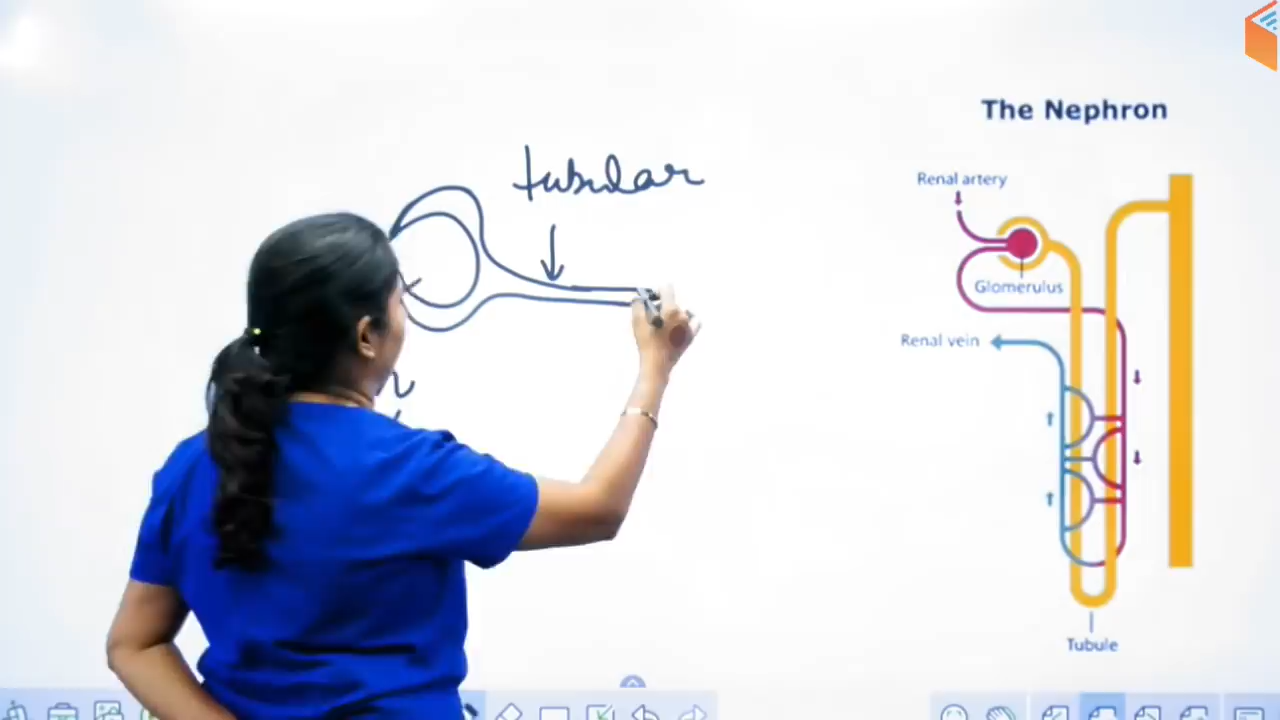 The Nephron
tubular
Renal artery
Glomerulus
Renal vein
Tubule